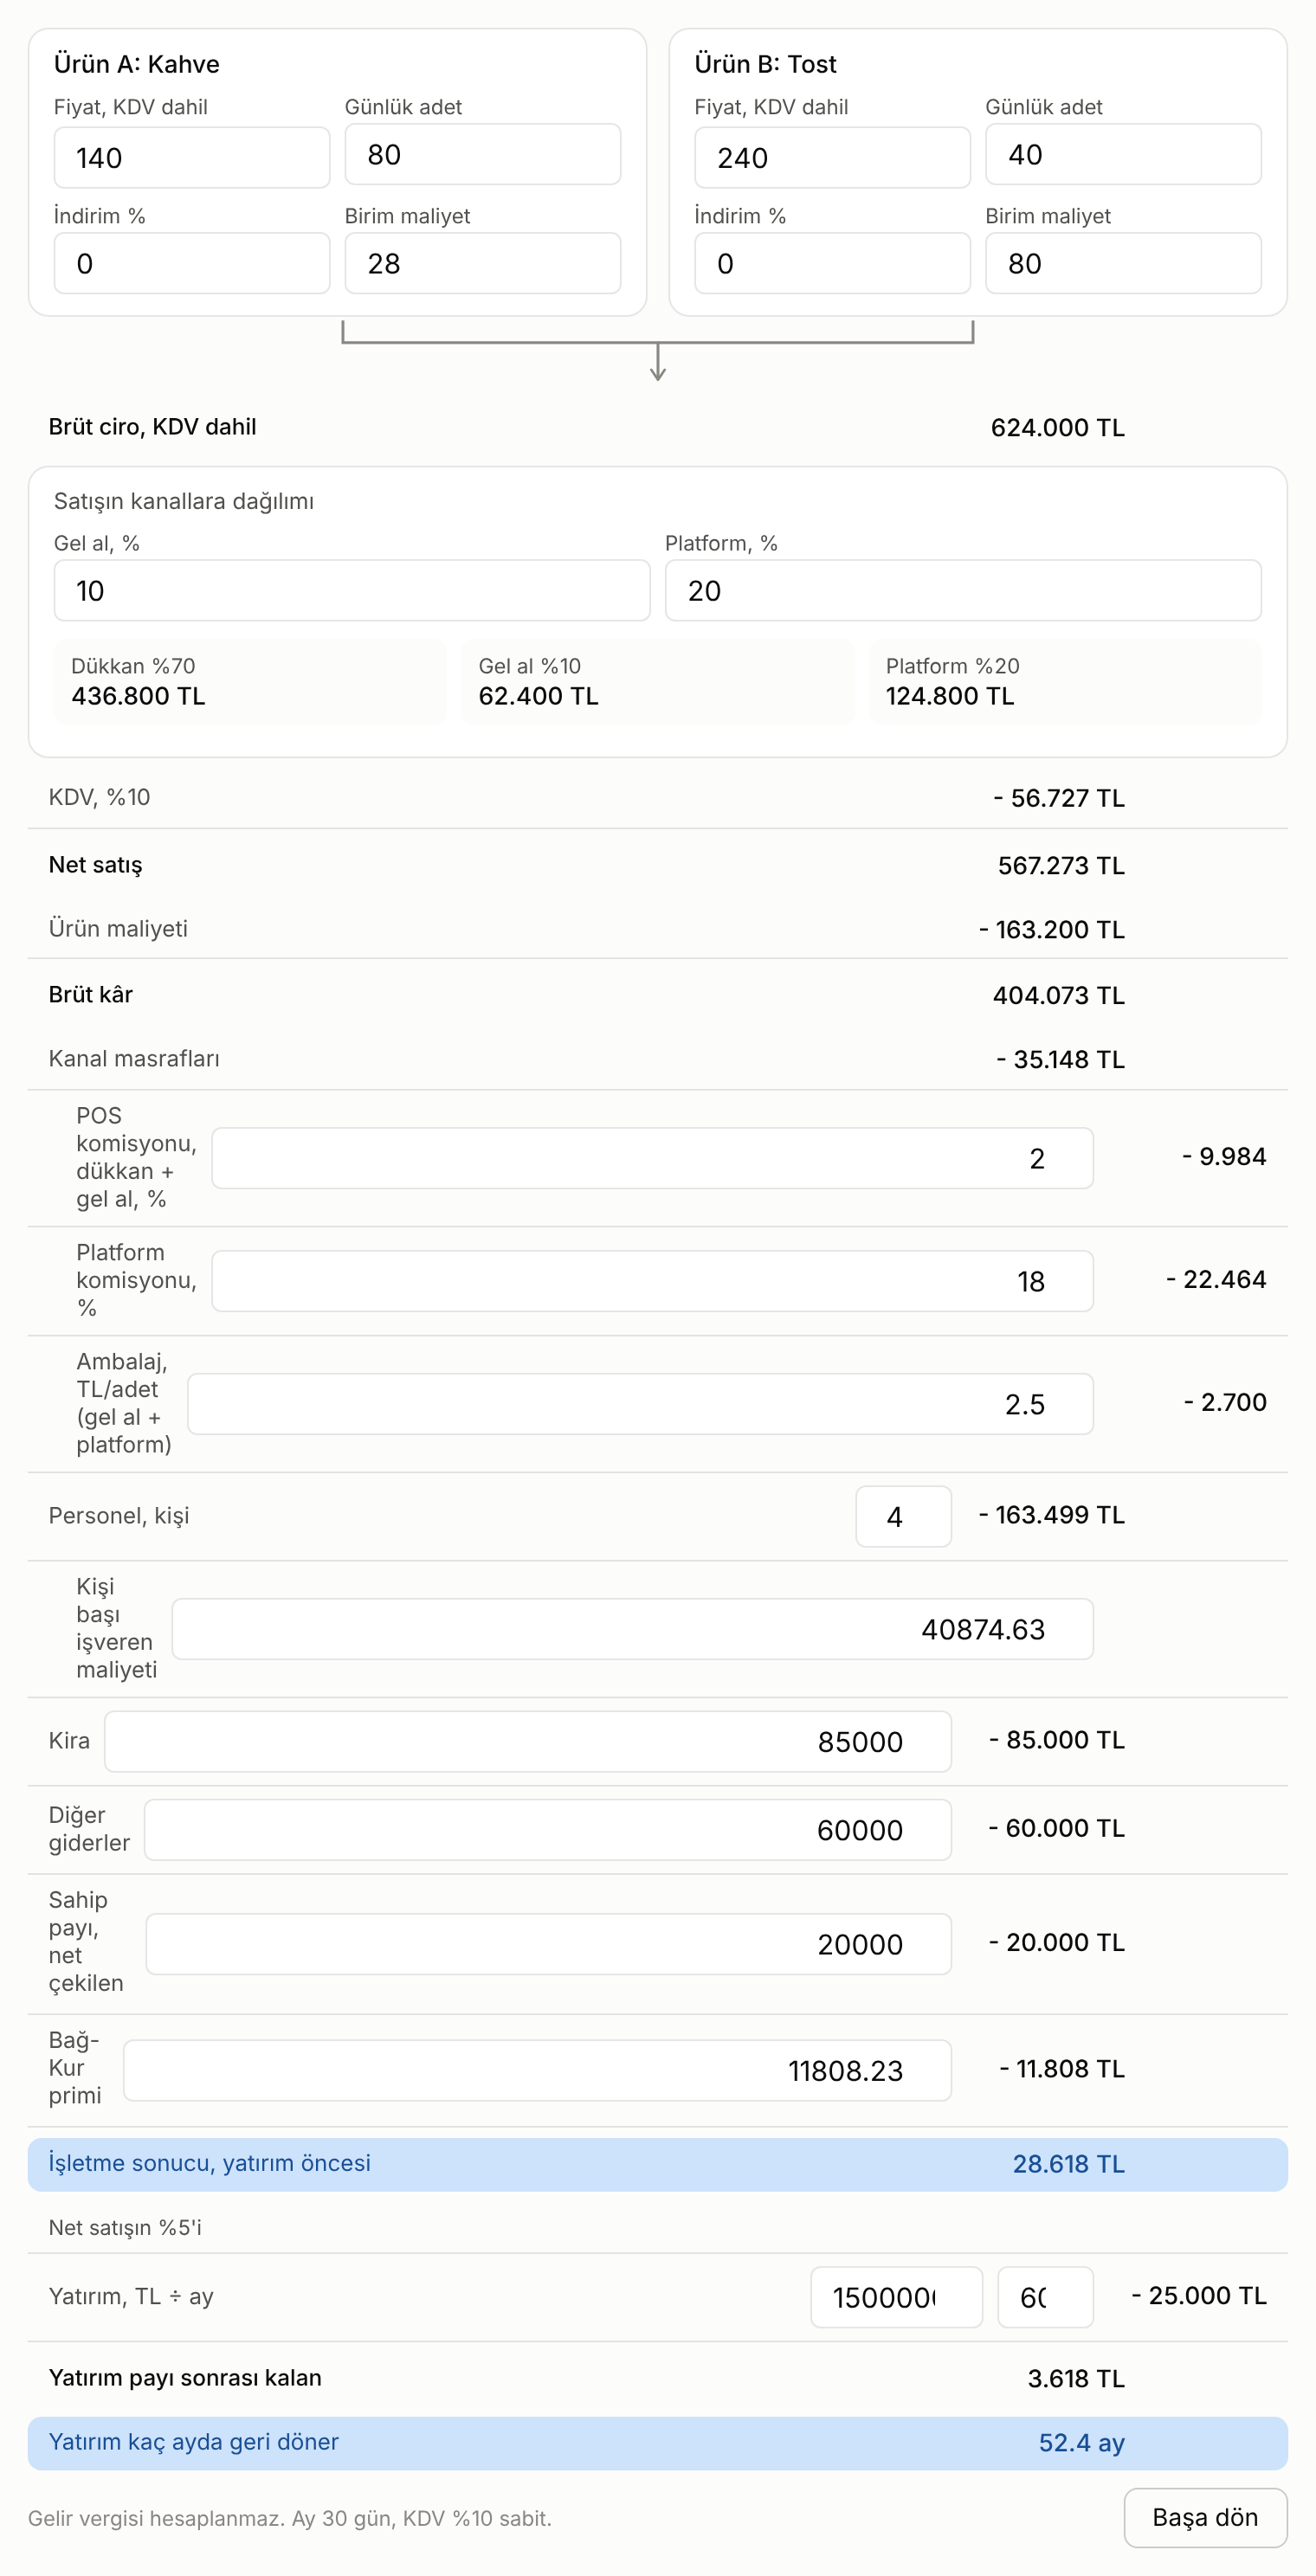 Ürün A: Kahve
Fiyat, KDV dahil
Günlük adet
140
80
İndirim %
Birim maliyet
0
28
Ürün B: Tost
Fiyat, KDV dahil
Günlük adet
240
40
İndirim %
Birim maliyet
0
80
Brüt ciro, KDV dahil 624.000 TL
Satışın kanallara dağılımı
Gel al, %
Platform, %
10
20
Dükkan %70
436.800 TL
Gel al %10
62.400 TL
Platform %20
124.800 TL
KDV, %10 - 56.727 TL
Net satış 567.273 TL
Ürün maliyeti - 163.200 TL
Brüt kâr 404.073 TL
Kanal masrafları - 35.148 TL
POS
komisyonu,
dükkan +
gel al, %
2
- 9.984
Platform
komisyonu,
%
18
- 22.464
Ambalaj,
TL/adet
(gel al +
platform)
2.5
- 2.700
Personel, kişi 4 - 163.499 TL
Kişi
başı
işveren
maliyeti
40874.63
Kira 85000 - 85.000 TL
Diğer
giderler
60000
- 60.000 TL
Sahip
payı,
net
çekilen
20000
- 20.000 TL
Bağ-
Kur
primi
11808.23
- 11.808 TL
İşletme sonucu, yatırım öncesi 28.618 TL
Net satışın %5'i
Yatırım, TL ÷ ay 150000 6 - 25.000 TL
Yatırım payı sonrası kalan 3.618 TL
Yatırım kaç ayda geri döner 52.4 ay
Gelir vergisi hesaplanmaz. Ay 30 gün, KDV %10 sabit.
Başa dön